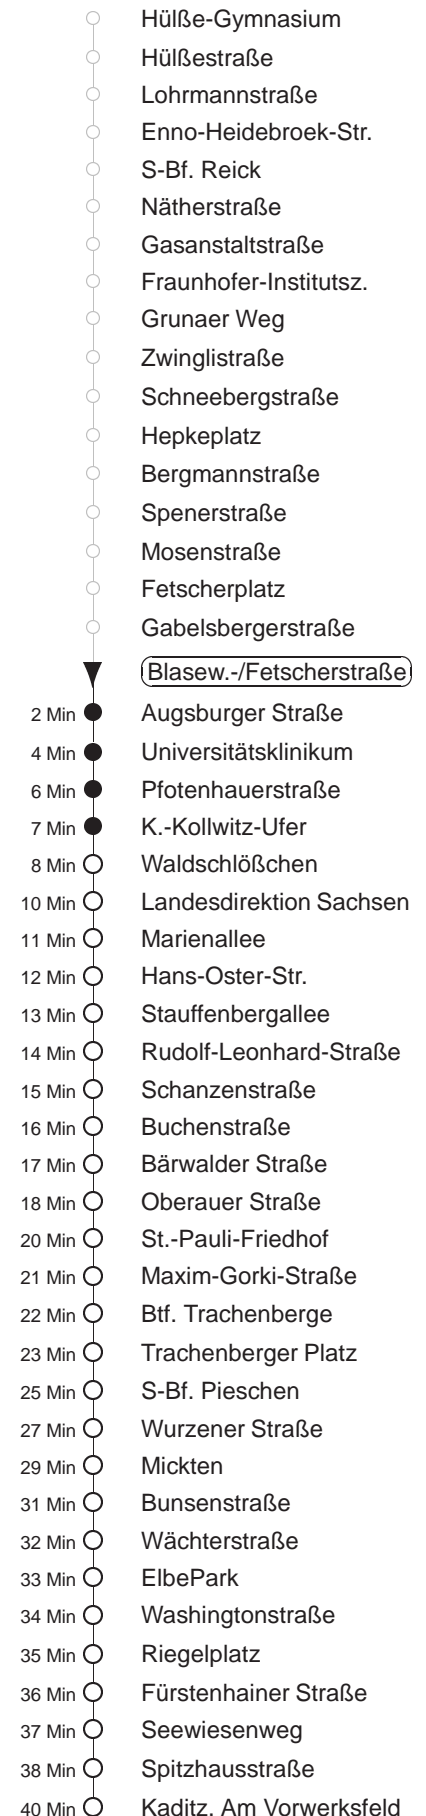 Hülße-Gymnasium
Hülßestraße
Lohrmannstraße
Enno-Heidebroek-Str.
S-Bf. Reick
Nätherstraße
Gasanstaltstraße
Fraunhofer-Institutsz.
Grunaer Weg
Zwinglistraße
Schneebergstraße
Hepkeplatz
Bergmannstraße
Spenerstraße
Mosenstraße
Fetscherplatz
Gabelsbergerstraße
Blasew.-/Fetscherstraße
2 Min Augsburger Straße
4 Min Universitätsklinikum
6 Min Pfotenhauerstraße
7 Min K.-Kollwitz-Ufer
8 Min Waldschlößchen
10 Min Landesdirektion Sachsen
11 Min Marienallee
12 Min Hans-Oster-Str.
13 Min Stauffenbergallee
14 Min Rudolf-Leonhard-Straße
15 Min Schanzenstraße
16 Min Buchenstraße
17 Min Bärwalder Straße
18 Min Oberauer Straße
20 Min St.-Pauli-Friedhof
21 Min Maxim-Gorki-Straße
22 Min Btf. Trachenberge
23 Min Trachenberger Platz
25 Min S-Bf. Pieschen
27 Min Wurzener Straße
29 Min Mickten
31 Min Bunsenstraße
32 Min Wächterstraße
33 Min ElbePark
34 Min Washingtonstraße
35 Min Riegelplatz
36 Min Fürstenhainer Straße
37 Min Seewiesenweg
38 Min Spitzhausstraße
40 Min Kaditz, Am Vorwerksfeld